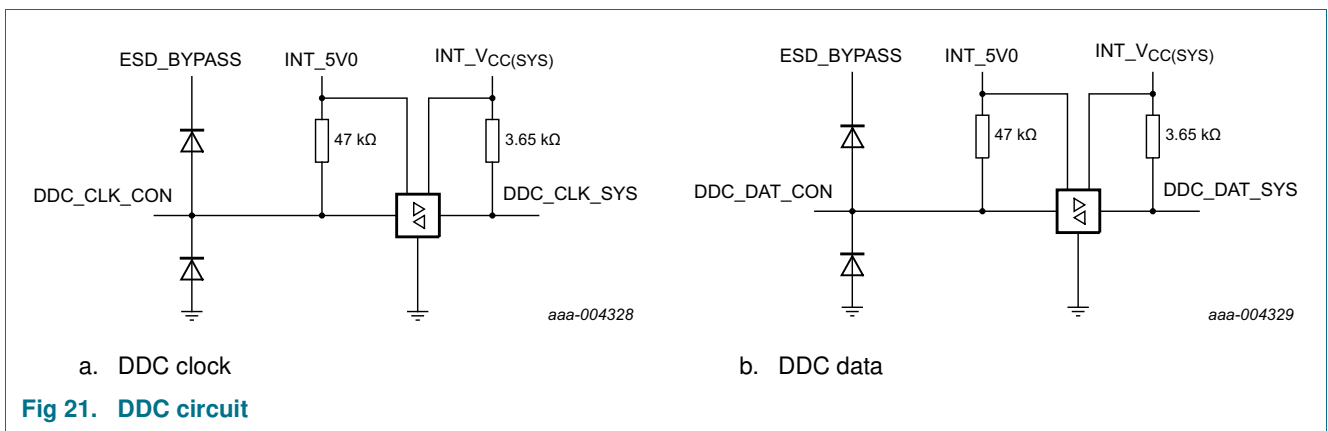 ESD_BYPASS INT_5V0 INT_VCC(SYS)
47 kΩ 3.65 kΩ
DDC_CLK_CON DDC_CLK_SYS
aaa-004328
a. DDC clock
ESD_BYPASS INT_5V0 INT_VCC(SYS)
47 kΩ 3.65 kΩ
DDC_DAT_CON DDC_DAT_SYS
aaa-004329
b. DDC data
Fig 21. DDC circuit